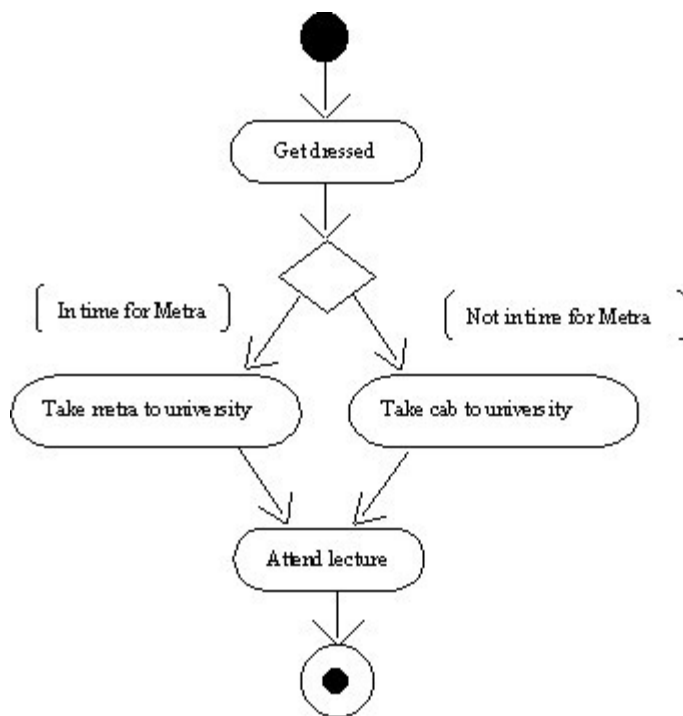 Get dressed
In time for Metra
Not in time for Metra
Take metra to university
Take cab to university
Attend lecture